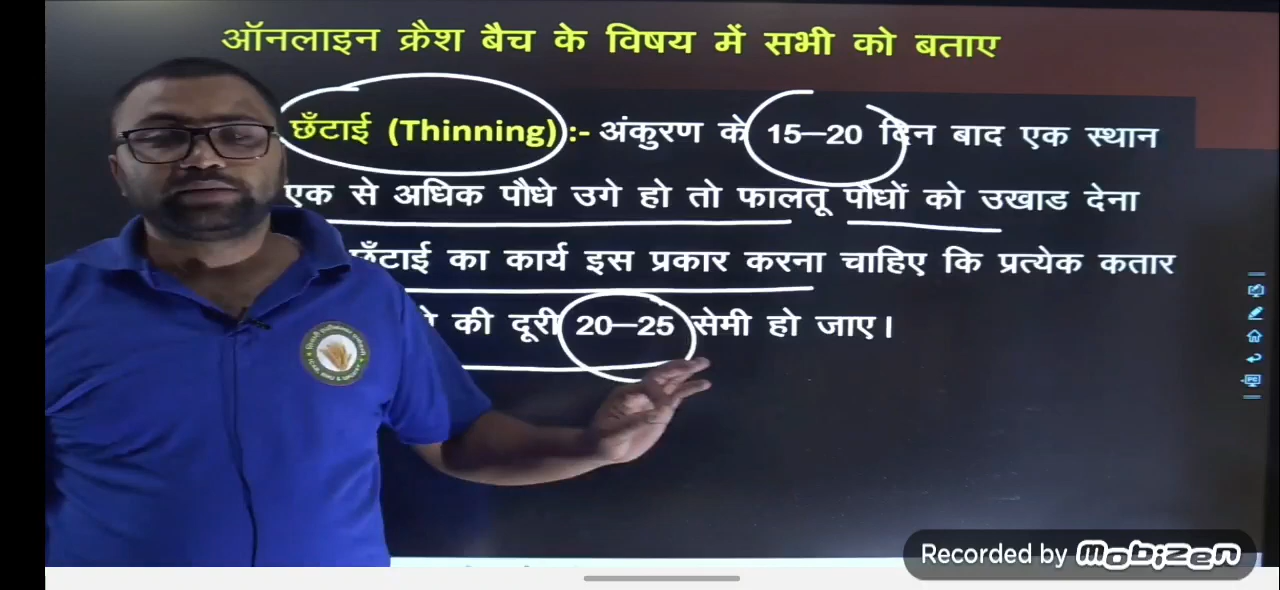 ऑनलाइन क्रैश बैच के विषय में सभी को बताए
छँटाई (Thinning) :- अंकुरण के 15–20 दिन बाद एक स्थान
एक से अधिक पौधे उगे हो तो फालतू पौधों को उखाड देना
छँटाई का कार्य इस प्रकार करना चाहिए कि प्रत्येक कतार
की दूरी 20–25 सेमी हो जाए।
Recorded by mobizen